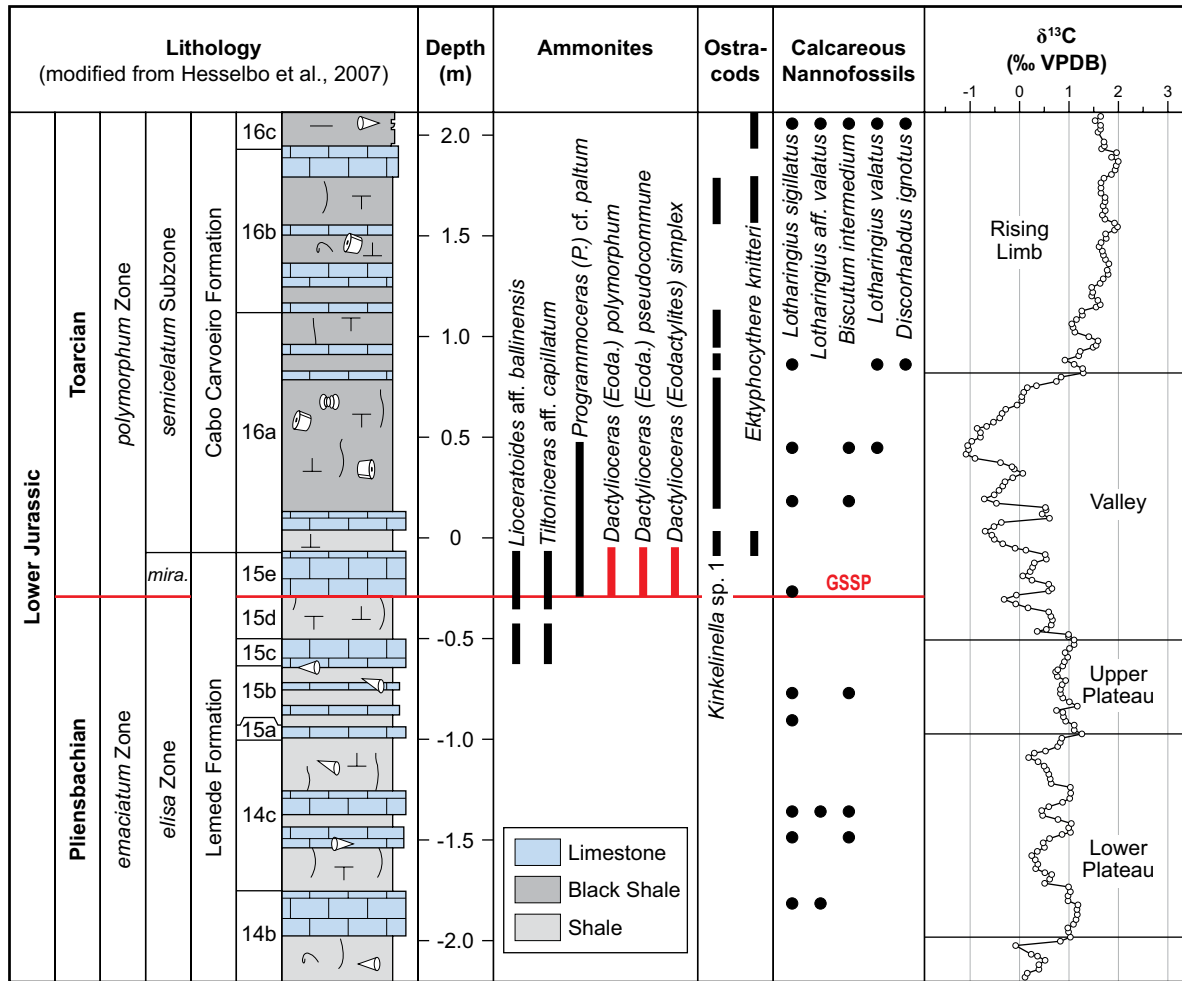 Lithology
(modified from Hesselbo et al., 2007)
Depth
(m)
Ammonites
Ostra-
cods
Calcareous
Nannofossils
δ¹³C
(‰ VPDB)
-1 0 1 2 3
Lower Jurassic
Toarcian
Pliensbachian
polymorphum Zone
emaciatum Zone
semicelatum Subzone
mira.
elisa Zone
Cabo Carvoeiro Formation
Lemede Formation
16c
16b
16a
15e
15d
15c
15b
15a
14c
14b
2.0
1.5
1.0
0.5
0
-0.5
-1.0
-1.5
-2.0
Lioceratoides aff. ballinensis
Tiltoniceras aff. capillatum
Programmoceras (P.) cf. paltum
Dactylioceras (Eoda.) polymorphum
Dactylioceras (Eoda.) pseudocommune
Dactylioceras (Eodactylites) simplex
Kinkelinella sp. 1
Ektyphocythere knitteri
Lotharingius sigillatus
Lotharingius aff. valatus
Biscutum intermedium
Lotharingius valatus
Discorhabdus ignotus
GSSP
Rising
Limb
Valley
Upper
Plateau
Lower
Plateau
Limestone
Black Shale
Shale